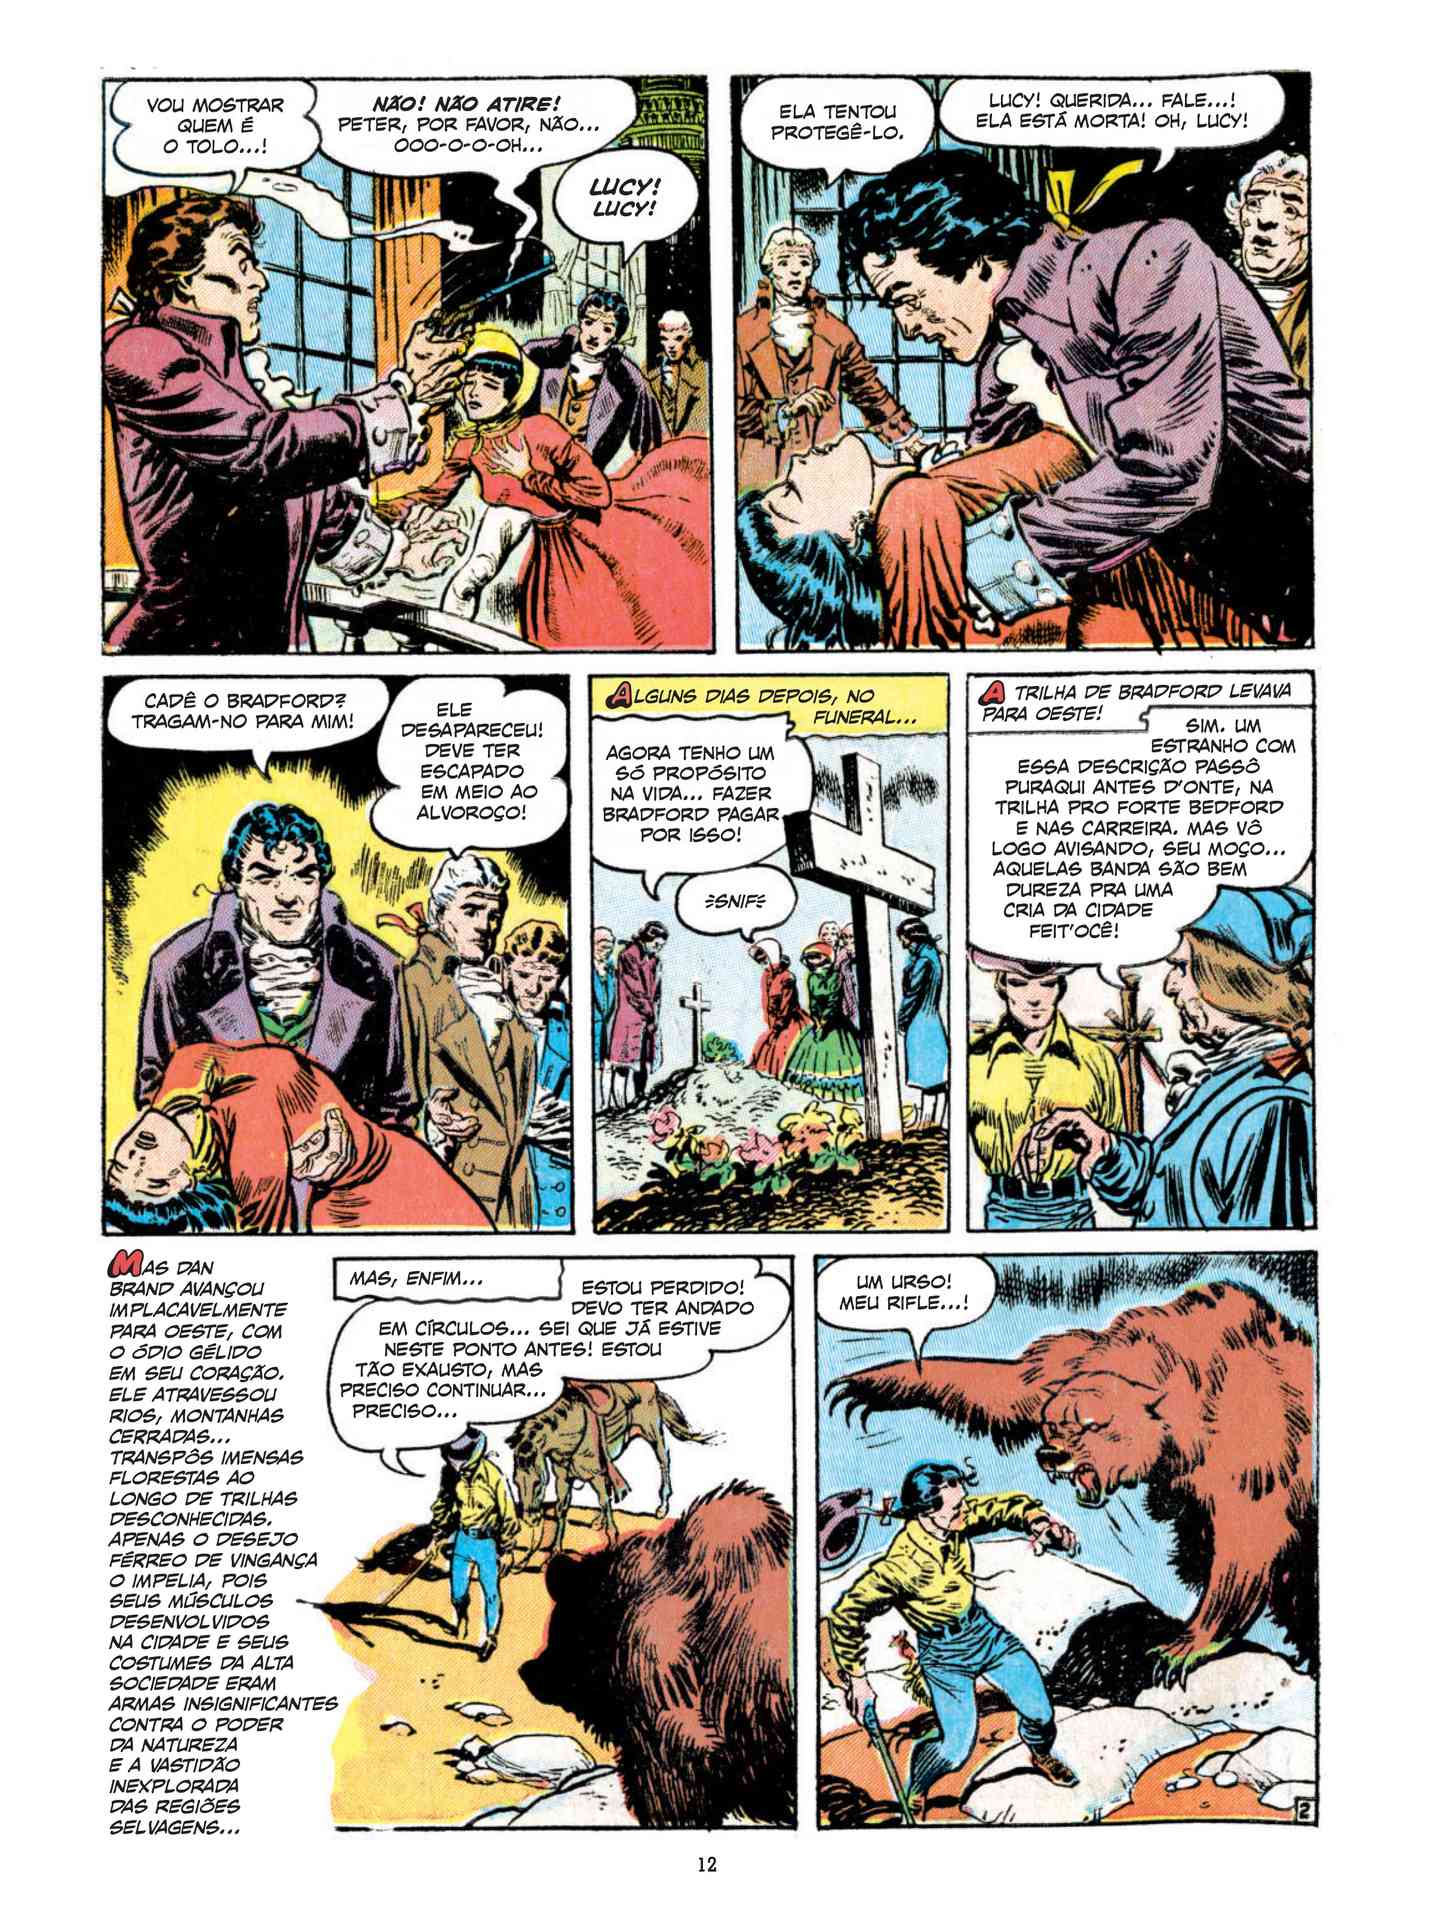 VOU MOSTRAR
QUEM É
O TOLO...!
NÃO! NÃO ATIRE!
PETER, POR FAVOR, NÃO...
OOO-O-O-OH...
LUCY!
LUCY!
ELA TENTOU
PROTEGÊ-LO.
LUCY! QUERIDA... FALE...!
ELA ESTÁ MORTA! OH, LUCY!
CADÊ O BRADFORD?
TRAGAM-NO PARA MIM!
ELE
DESAPARECEU!
DEVE TER
ESCAPADO
EM MEIO AO
ALVOROÇO!
ALGUNS DIAS DEPOIS, NO
FUNERAL...
AGORA TENHO UM
SÓ PROPÓSITO
NA VIDA... FAZER
BRADFORD PAGAR
POR ISSO!
SNIF
A TRILHA DE BRADFORD LEVAVA
PARA OESTE!
SIM. UM
ESTRANHO COM
ESSA DESCRIÇÃO PASSÔ
PURAQUI ANTES D'ONTE, NA
TRILHA PRO FORTE BEDFORD
E NAS CARREIRA. MAS VÔ
LOGO AVISANDO, SEU MOÇO...
AQUELAS BANDA SÃO BEM
DUREZA PRA UMA
CRIA DA CIDADE
FEIT'OCÊ!
MAS DAN
BRAND AVANÇOU
IMPLACAVELMENTE
PARA OESTE, COM
O ÓDIO GÉLIDO
EM SEU CORAÇÃO.
ELE ATRAVESSOU
RIOS, MONTANHAS
CERRADAS...
TRANSPÔS IMENSAS
FLORESTAS AO
LONGO DE TRILHAS
DESCONHECIDAS.
APENAS O DESEJO
FÉRREO DE VINGANÇA
O IMPELIA, POIS
SEUS MÚSCULOS
DESENVOLVIDOS
NA CIDADE E SEUS
COSTUMES DA ALTA
SOCIEDADE ERAM
ARMAS INSIGNIFICANTES
CONTRA O PODER
DA NATUREZA
E A VASTIDÃO
INEXPLORADA
DAS REGIÕES
SELVAGENS...
MAS, ENFIM...
ESTOU PERDIDO!
DEVO TER ANDADO
EM CÍRCULOS... SEI QUE JÁ ESTIVE
NESTE PONTO ANTES! ESTOU
TÃO EXAUSTO, MAS
PRECISO CONTINUAR...
PRECISO...
UM URSO!
MEU RIFLE...!
2
12